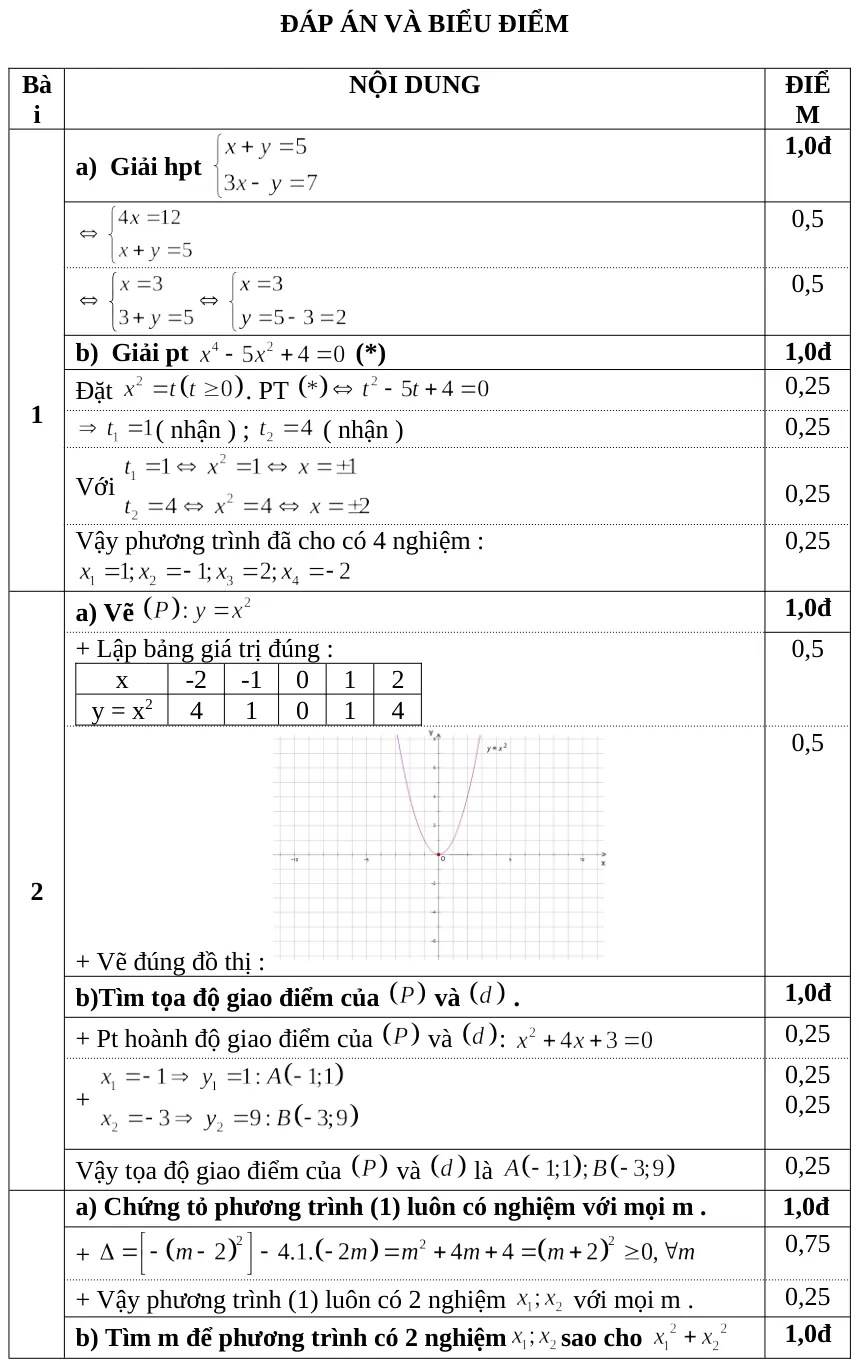 ĐÁP ÁN VÀ BIỂU ĐIỂM
Bài NỘI DUNG ĐIỂM
1
a) Giải hpt { x + y = 5 ; 3x - y = 7 1,0đ
⇔ { 4x = 12 ; x + y = 5 0,5
⇔ { x = 3 ; 3 + y = 5 ⇔ { x = 3 ; y = 5 - 3 = 2 0,5
b) Giải pt x⁴ - 5x² + 4 = 0 (*) 1,0đ
Đặt x² = t (t ≥ 0). PT (*) ⇔ t² - 5t + 4 = 0 0,25
⇒ t₁ = 1 ( nhận ) ; t₂ = 4 ( nhận ) 0,25
Với t₁ = 1 ⇔ x² = 1 ⇔ x = ±1
t₂ = 4 ⇔ x² = 4 ⇔ x = ±2 0,25
Vậy phương trình đã cho có 4 nghiệm : 0,25
x₁ = 1; x₂ = - 1; x₃ = 2; x₄ = - 2
2
a) Vẽ (P): y = x² 1,0đ
+ Lập bảng giá trị đúng : 0,5
x -2 -1 0 1 2
y = x² 4 1 0 1 4
0,5
y = x²
+ Vẽ đúng đồ thị :
b)Tìm tọa độ giao điểm của (P) và (d) . 1,0đ
+ Pt hoành độ giao điểm của (P) và (d): x² + 4x + 3 = 0 0,25
+ x₁ = - 1 ⇒ y₁ = 1 : A(- 1;1) 0,25
x₂ = - 3 ⇒ y₂ = 9 : B(- 3;9) 0,25
Vậy tọa độ giao điểm của (P) và (d) là A(- 1;1); B(- 3;9) 0,25
a) Chứng tỏ phương trình (1) luôn có nghiệm với mọi m . 1,0đ
+ Δ = [- (m - 2)²] - 4.1.(- 2m) = m² + 4m + 4 = (m + 2)² ≥ 0, ∀m 0,75
+ Vậy phương trình (1) luôn có 2 nghiệm x₁; x₂ với mọi m . 0,25
b) Tìm m để phương trình có 2 nghiệm x₁; x₂ sao cho x₁² + x₂² 1,0đ